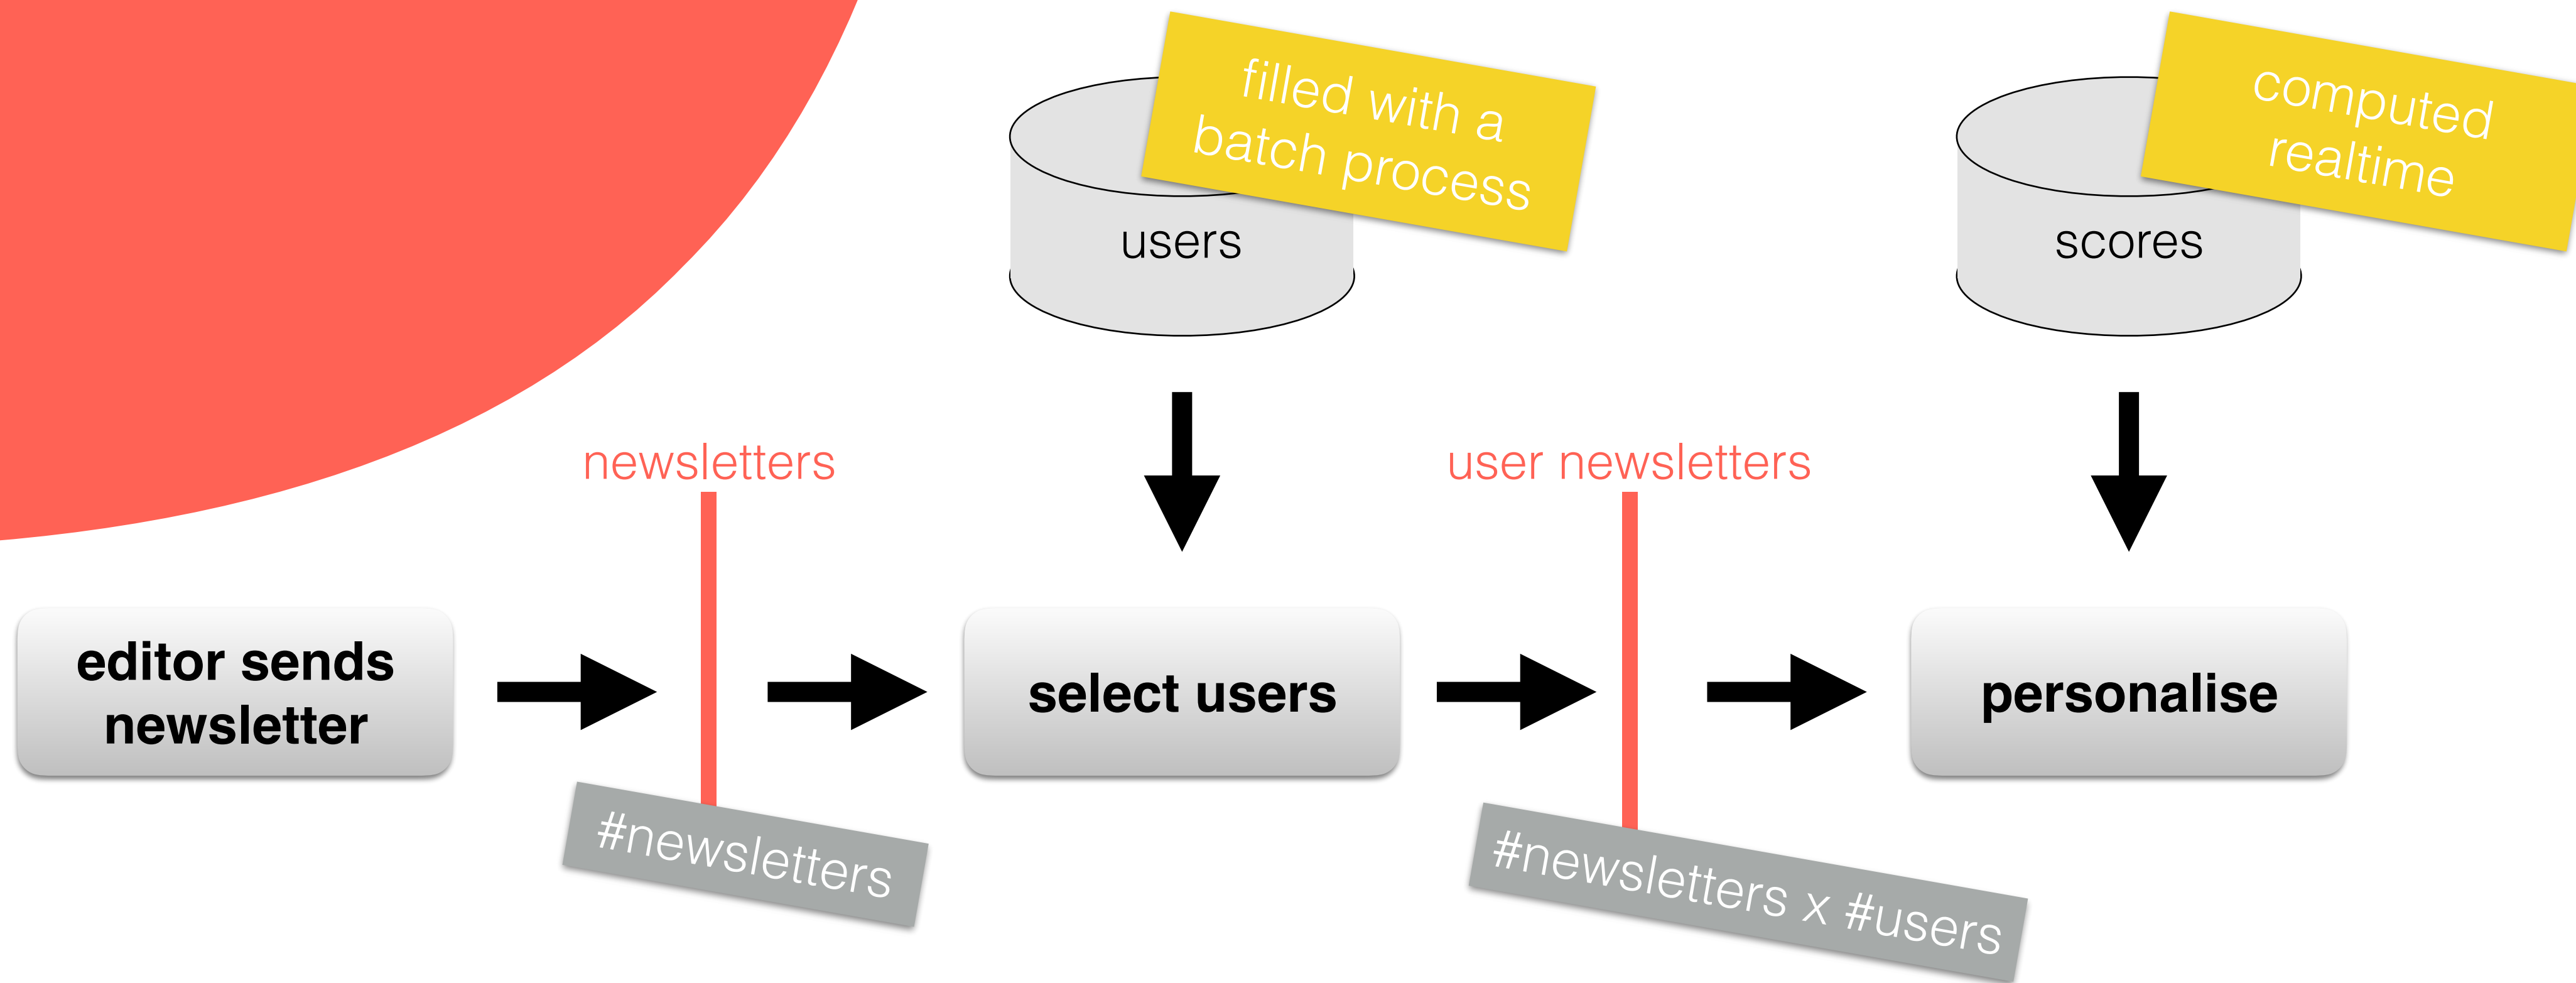 filled with a
batch process
users
computed
realtime
scores
newsletters
user newsletters
editor sends
newsletter
select users
personalise
#newsletters
#newsletters x #users